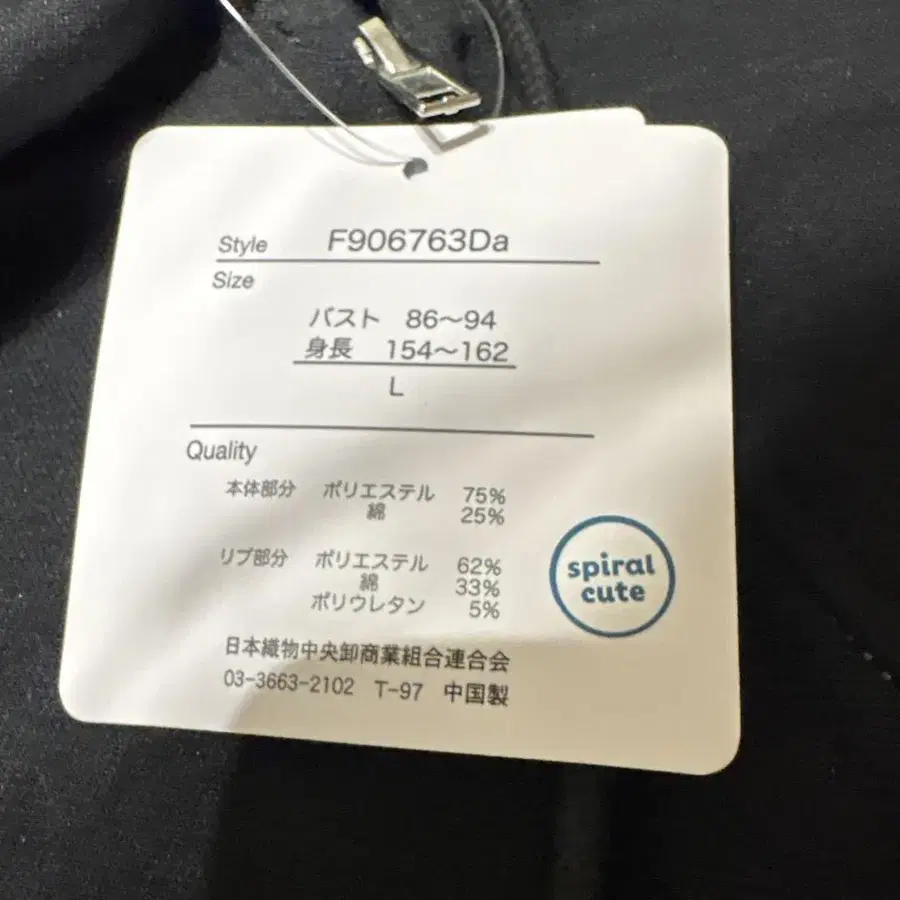 Style F906763Da
Size
バスト 86〜94
身長 154〜162
L
Quality
本体部分 ポリエステル 75%
綿 25%
リブ部分 ポリエステル 62%
綿 33%
ポリウレタン 5%
spiral
cute
日本織物中央卸商業組合連合会
03-3663-2102 T-97 中国製